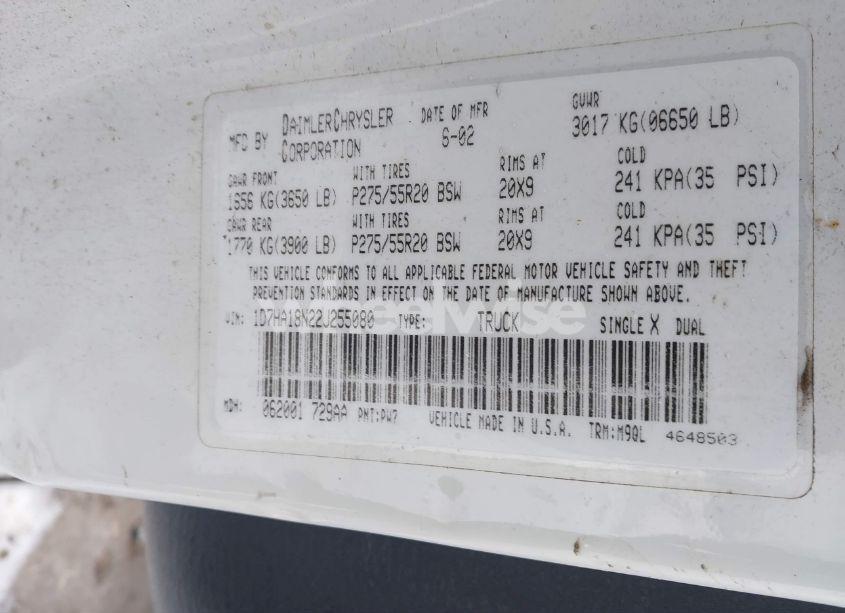 MFD BY DAIMLERCHRYSLER CORPORATION DATE OF MFR 6-02 GVWR 3017 KG(06650 LB)
GAWR FRONT WITH TIRES RIMS AT COLD
1656 KG(3650 LB) P275/55R20 BSW 20X9 241 KPA(35 PSI)
GAWR REAR WITH TIRES RIMS AT COLD
1770 KG(3900 LB) P275/55R20 BSW 20X9 241 KPA(35 PSI)
THIS VEHICLE CONFORMS TO ALL APPLICABLE FEDERAL MOTOR VEHICLE SAFETY AND THEFT
PREVENTION STANDARDS IN EFFECT ON THE DATE OF MANUFACTURE SHOWN ABOVE.
VIN: 1D7HA18N22J255080 TYPE: TRUCK SINGLE X DUAL
MDH: 062001 729AA PNT:PW7 VEHICLE MADE IN U.S.A. TRM:M9QL 4648503